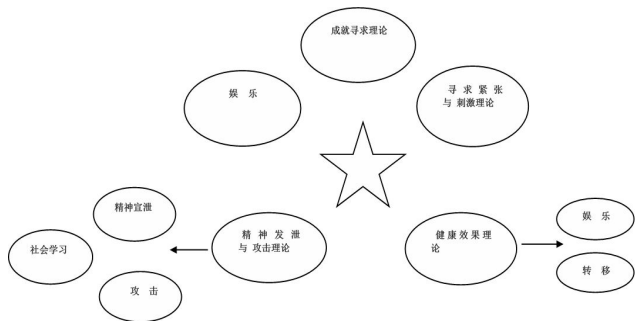 成就寻求理论
娱 乐
寻 求 紧 张
与 刺激理论
精神宣泄
社会学习
攻 击
精 神 发 泄
与 攻击理论
健康效果理
论
娱 乐
转 移